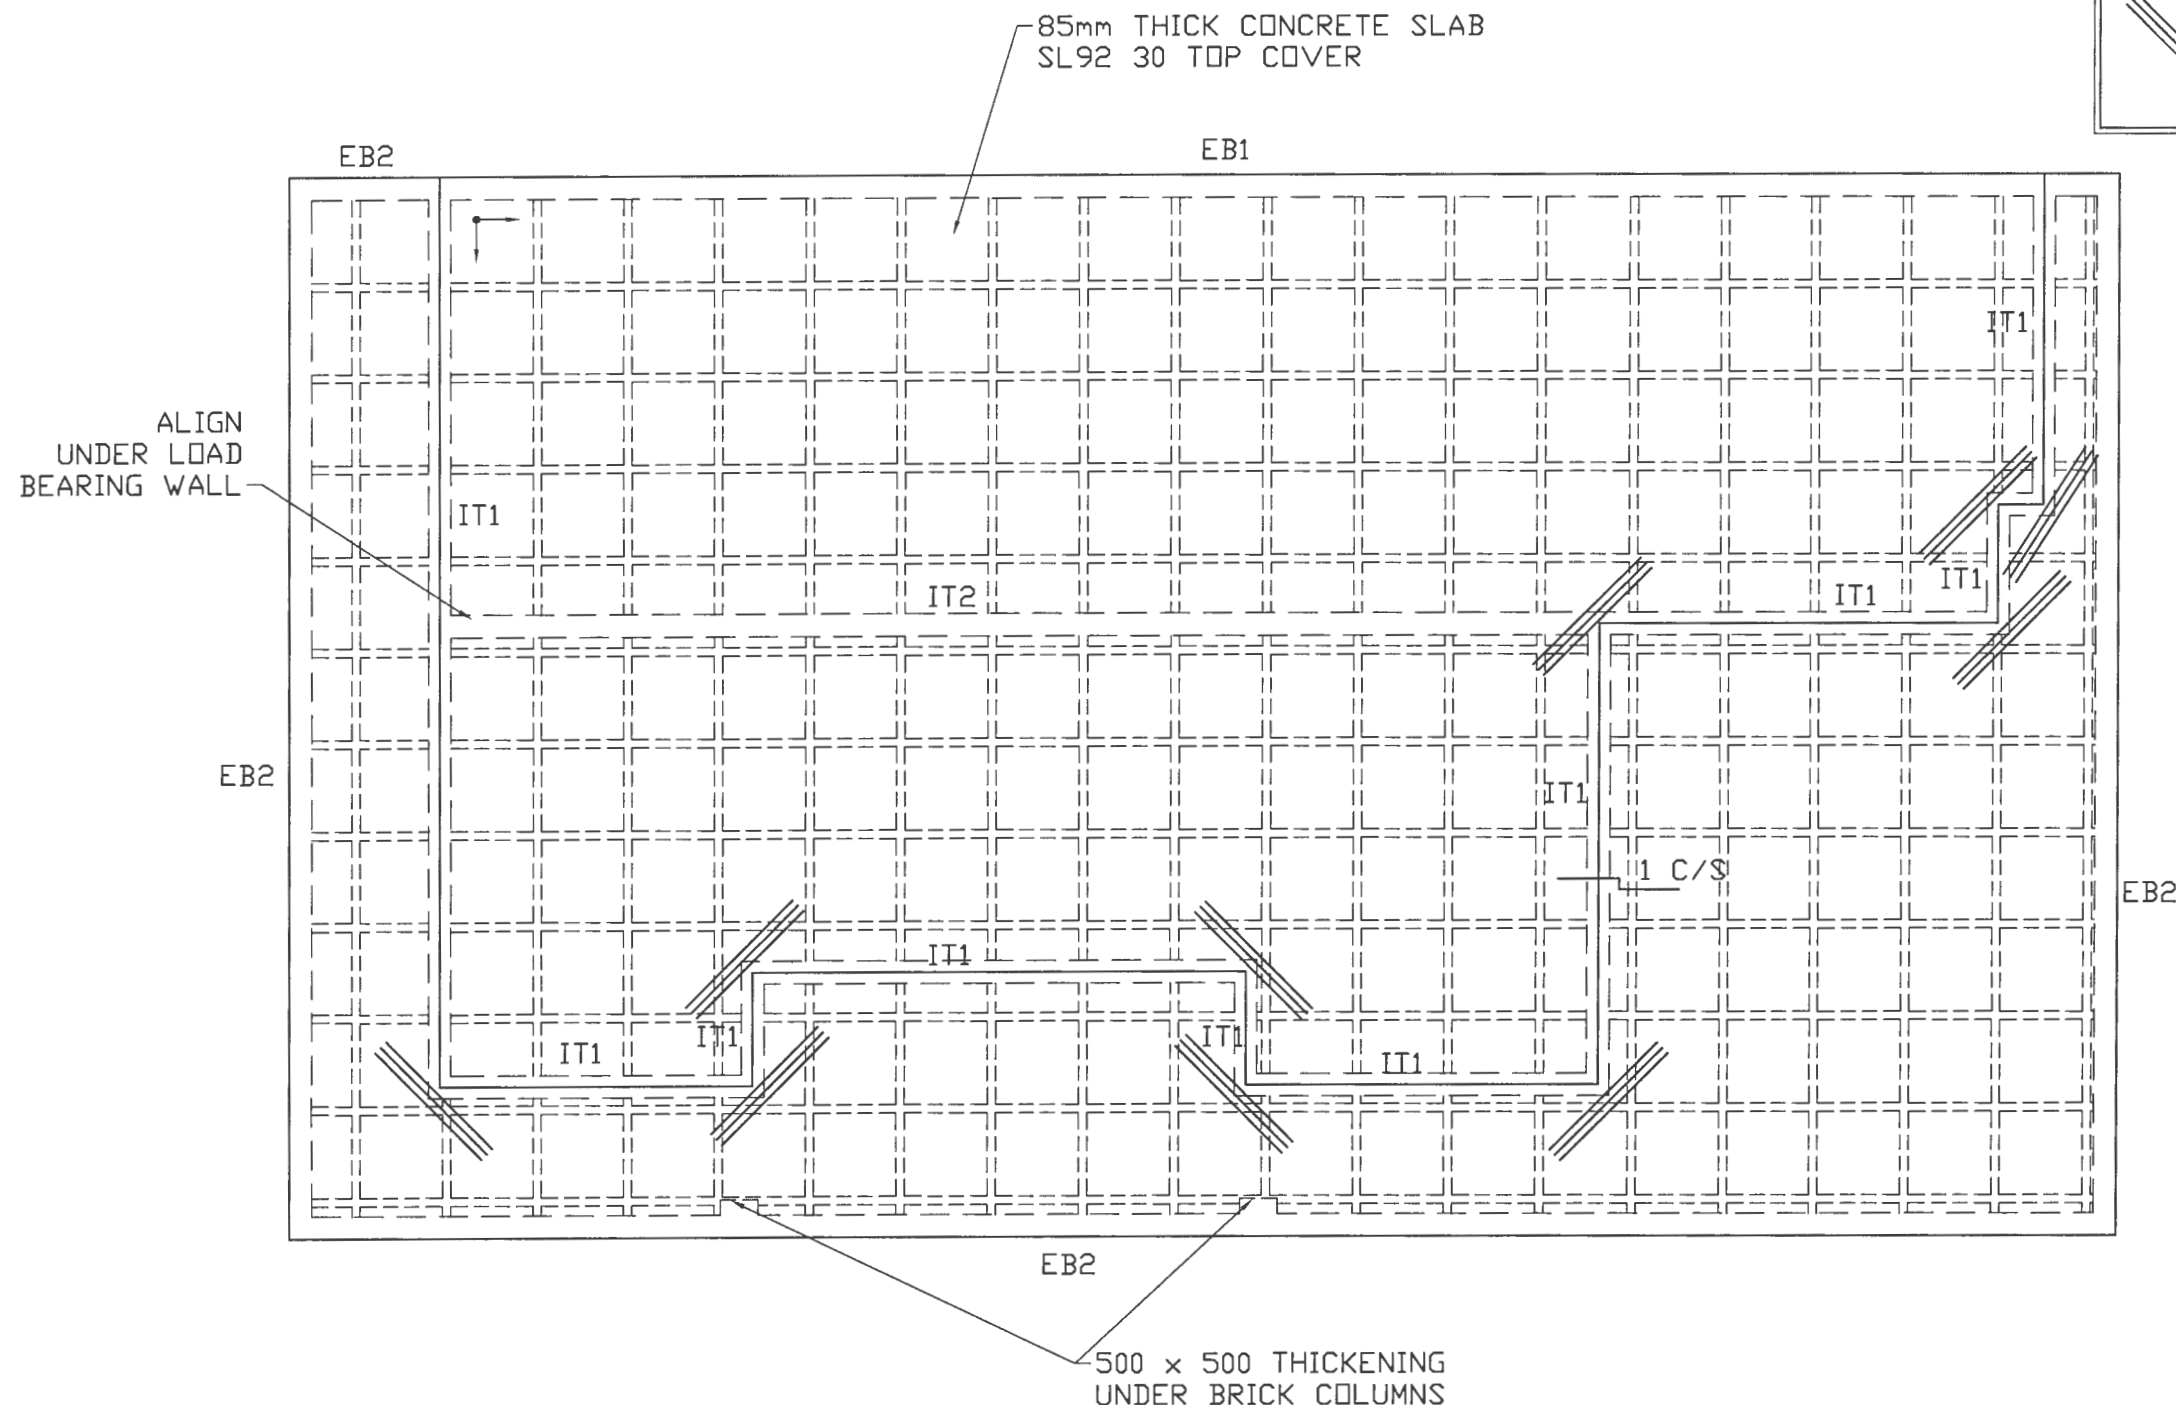 85mm THICK CONCRETE SLAB
SL92 30 TOP COVER
EB2
EB1
IT1
ALIGN
UNDER LOAD
BEARING WALL
IT1
IT2
IT1
IT1
EB2
IT1
1 C/S
EB2
IT1
IT1
IT1
IT1
IT1
EB2
500 x 500 THICKENING
UNDER BRICK COLUMNS